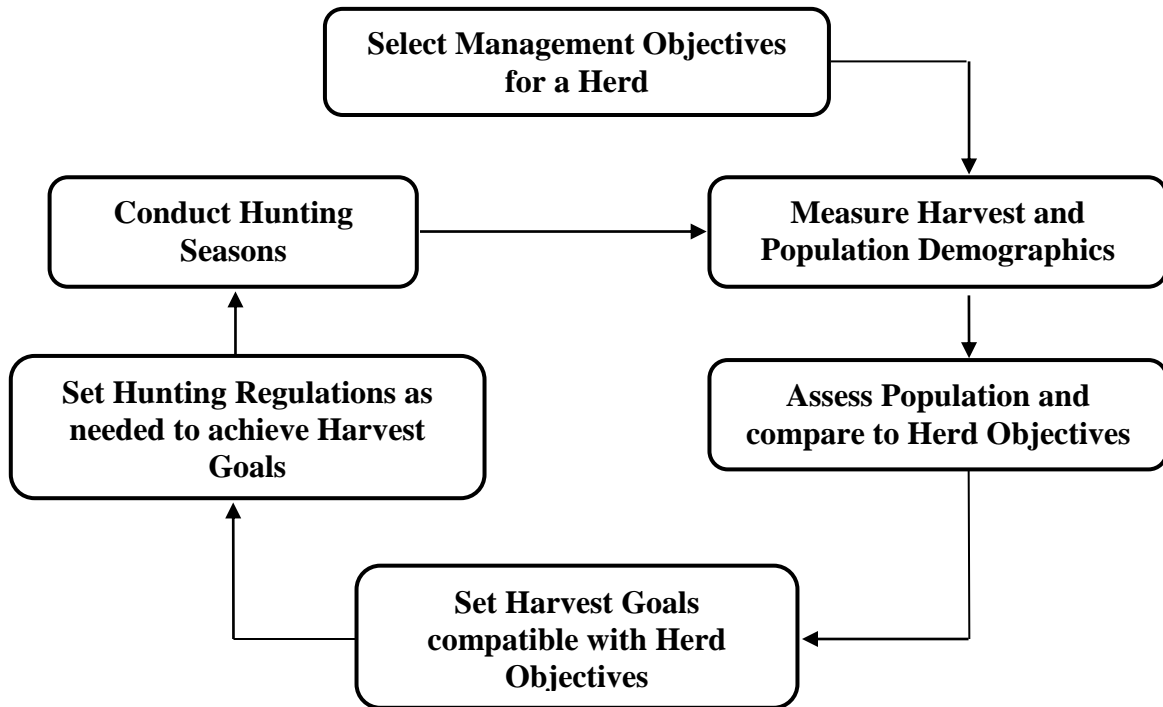 Select Management Objectives
for a Herd
Conduct Hunting
Seasons
Measure Harvest and
Population Demographics
Set Hunting Regulations as
needed to achieve Harvest
Goals
Assess Population and
compare to Herd Objectives
Set Harvest Goals
compatible with Herd
Objectives